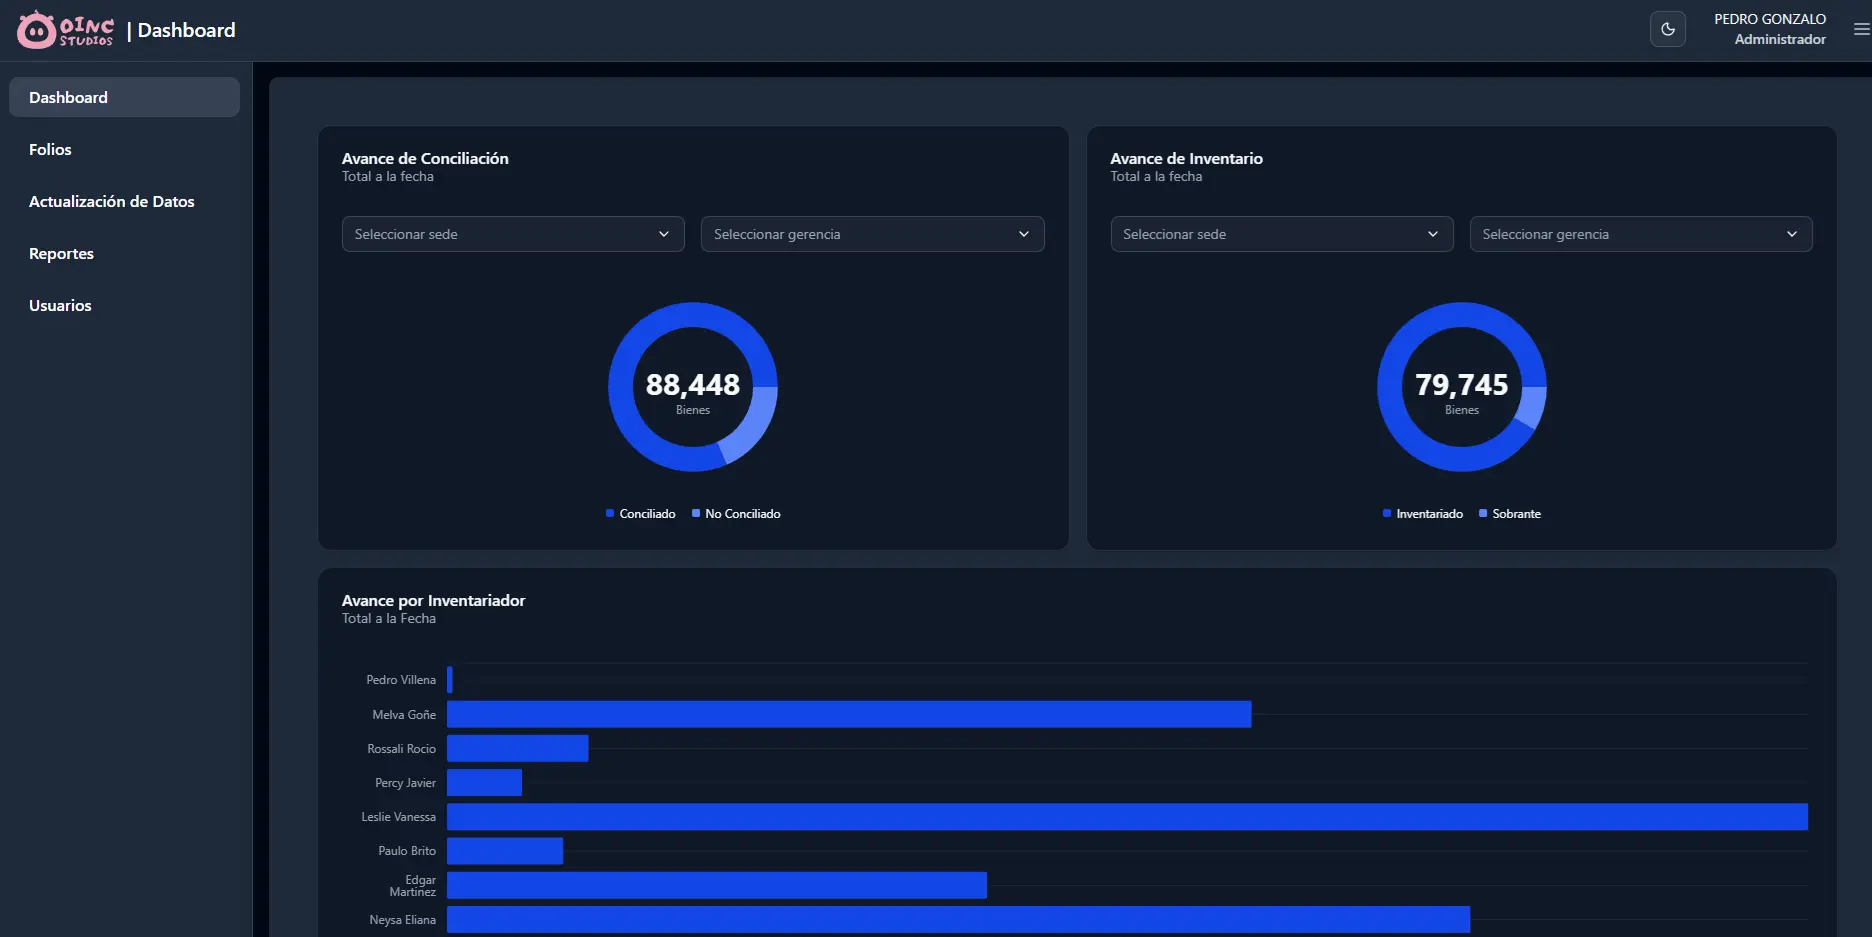 OINC
STUDIOS
| Dashboard
PEDRO GONZALO
Administrador
Dashboard
Folios
Actualización de Datos
Reportes
Usuarios
Avance de Conciliación
Total a la fecha
Seleccionar sede
Seleccionar gerencia
88,448
Bienes
Conciliado
No Conciliado
Avance de Inventario
Total a la fecha
Seleccionar sede
Seleccionar gerencia
79,745
Bienes
Inventariado
Sobrante
Avance por Inventariador
Total a la Fecha
Pedro Villena
Melva Goñe
Rossali Rocio
Percy Javier
Leslie Vanessa
Paulo Brito
Edgar
Martinez
Neysa Eliana